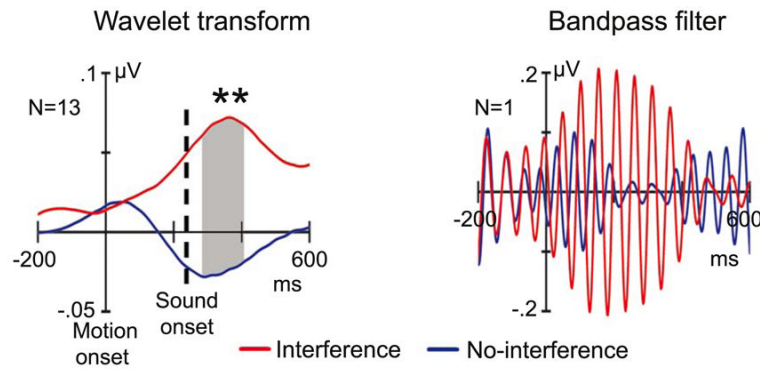 Wavelet transform
Bandpass filter
.1 µV
N=13
**
-200
600
ms
-.05
Motion
onset
Sound
onset
.2 µV
N=1
-200
600
ms
-.2
Interference
No-interference